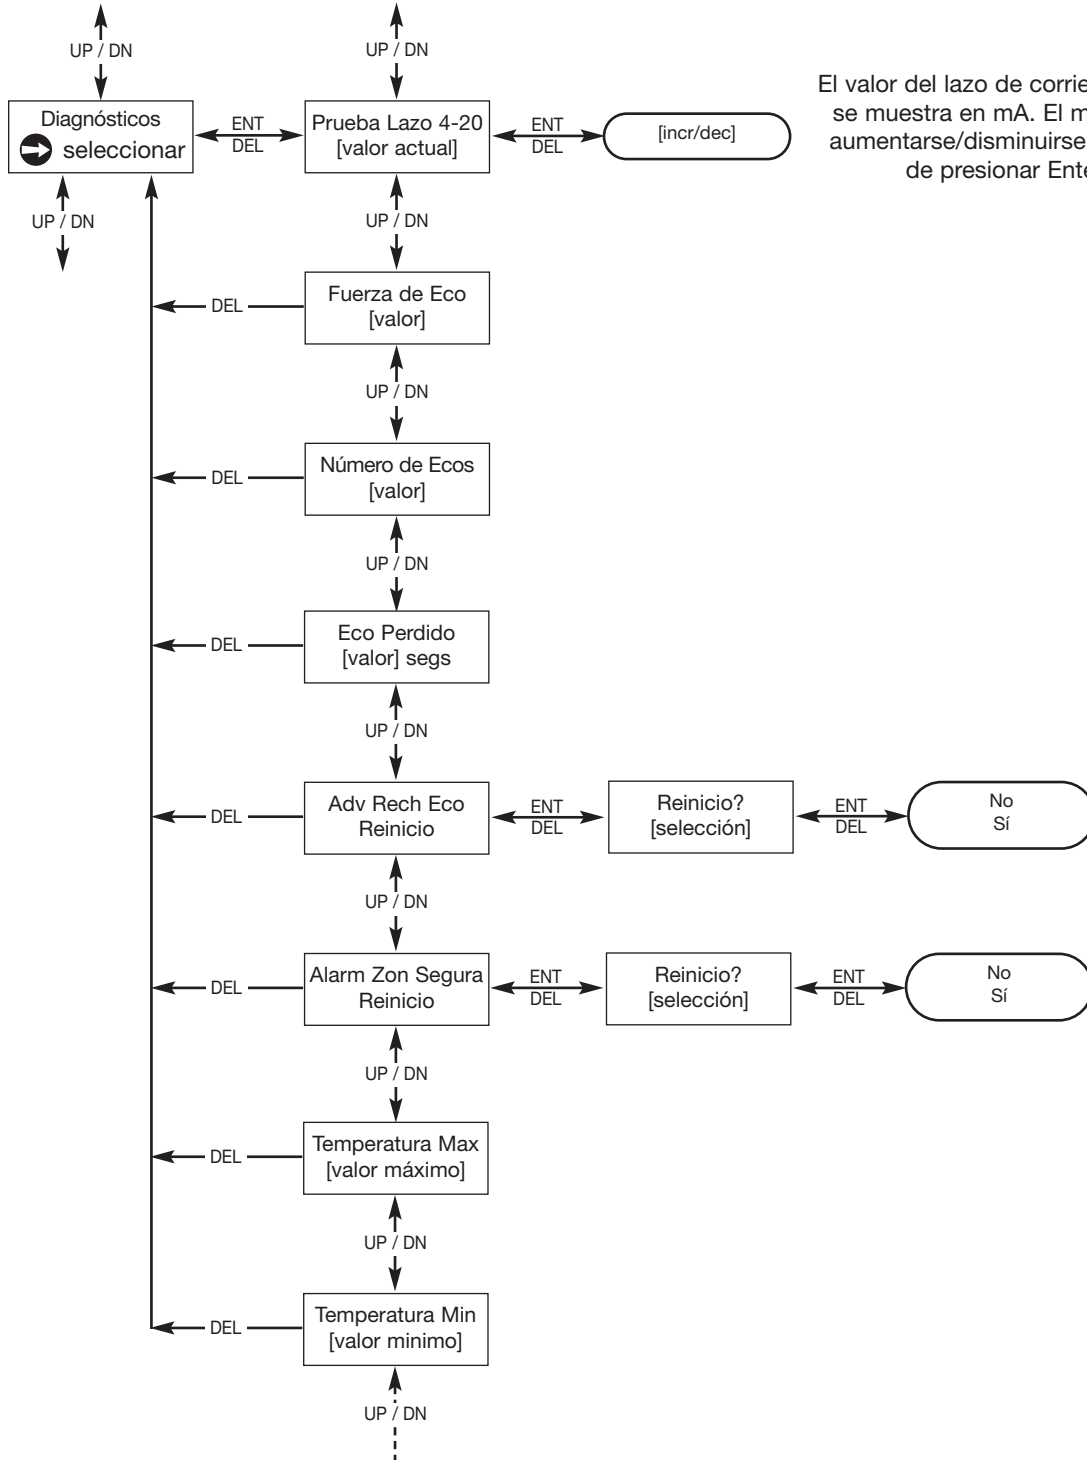 UP / DN
UP / DN
Diagnósticos
seleccionar
ENT
DEL
Prueba Lazo 4-20
[valor actual]
ENT
DEL
[incr/dec]
El valor del lazo de corrie
se muestra en mA. El m
aumentarse/disminuirse
de presionar Ente
UP / DN
UP / DN
DEL
Fuerza de Eco
[valor]
UP / DN
DEL
Número de Ecos
[valor]
UP / DN
DEL
Eco Perdido
[valor] segs
UP / DN
DEL
Adv Rech Eco
Reinicio
ENT
DEL
Reinicio?
[selección]
ENT
DEL
No
Sí
UP / DN
DEL
Alarm Zon Segura
Reinicio
ENT
DEL
Reinicio?
[selección]
ENT
DEL
No
Sí
UP / DN
DEL
Temperatura Max
[valor máximo]
UP / DN
DEL
Temperatura Min
[valor minimo]
UP / DN